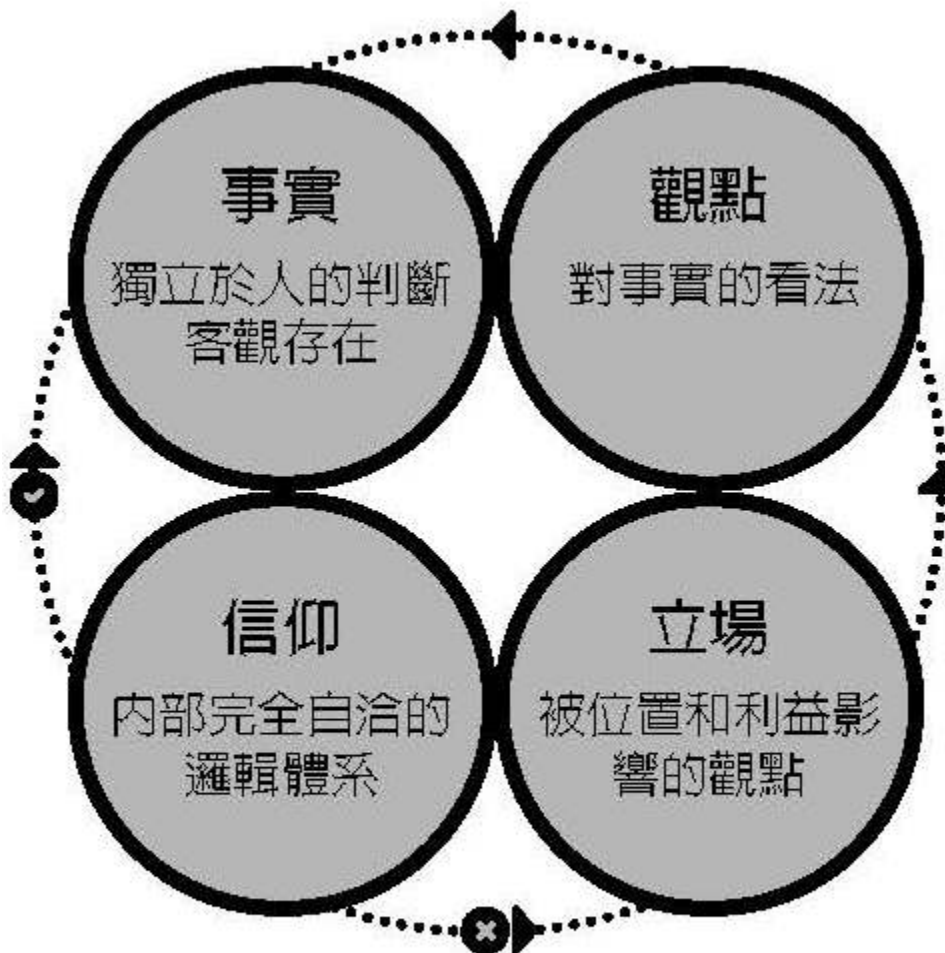 事實
獨立於人的判斷
客觀存在
觀點
對事實的看法
信仰
內部完全自洽的
邏輯體系
立場
被位置和利益影
響的觀點